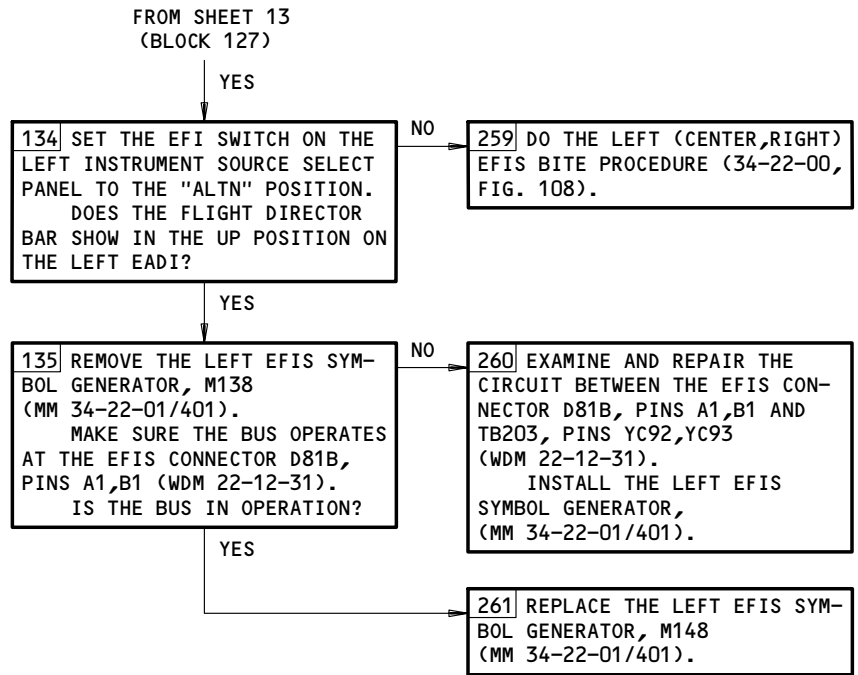 FROM SHEET 13
(BLOCK 127)
YES
134 SET THE EFI SWITCH ON THE
LEFT INSTRUMENT SOURCE SELECT
PANEL TO THE "ALTN" POSITION.
DOES THE FLIGHT DIRECTOR
BAR SHOW IN THE UP POSITION ON
THE LEFT EADI?
NO
259 DO THE LEFT (CENTER,RIGHT)
EFIS BITE PROCEDURE (34-22-00,
FIG. 108).
YES
135 REMOVE THE LEFT EFIS SYM-
BOL GENERATOR, M138
(MM 34-22-01/401).
MAKE SURE THE BUS OPERATES
AT THE EFIS CONNECTOR D81B,
PINS A1,B1 (WDM 22-12-31).
IS THE BUS IN OPERATION?
NO
260 EXAMINE AND REPAIR THE
CIRCUIT BETWEEN THE EFIS CON-
NECTOR D81B, PINS A1,B1 AND
TB203, PINS YC92,YC93
(WDM 22-12-31).
INSTALL THE LEFT EFIS
SYMBOL GENERATOR,
(MM 34-22-01/401).
YES
261 REPLACE THE LEFT EFIS SYM-
BOL GENERATOR, M148
(MM 34-22-01/401).